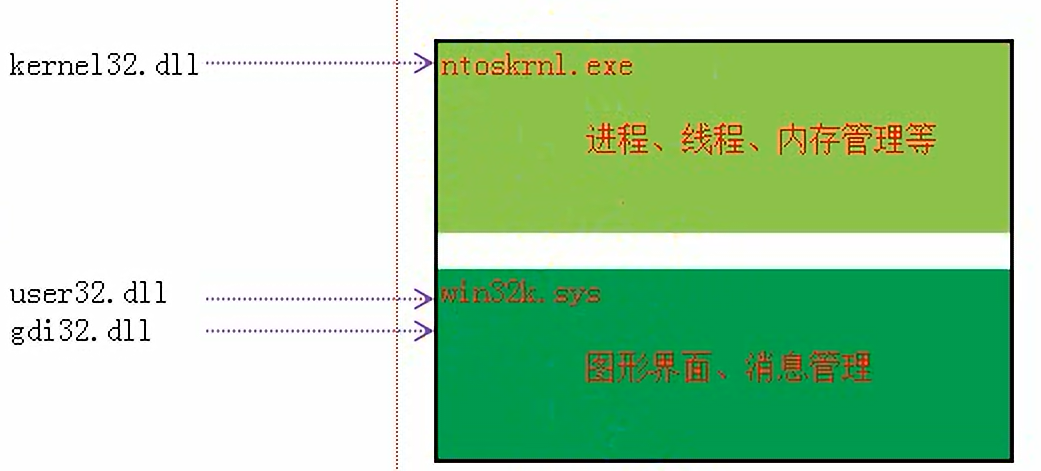 kernel32.dll
ntoskrnl.exe
进程、线程、内存管理等
user32.dll
win32k.sys
gdi32.dll
图形界面、消息管理